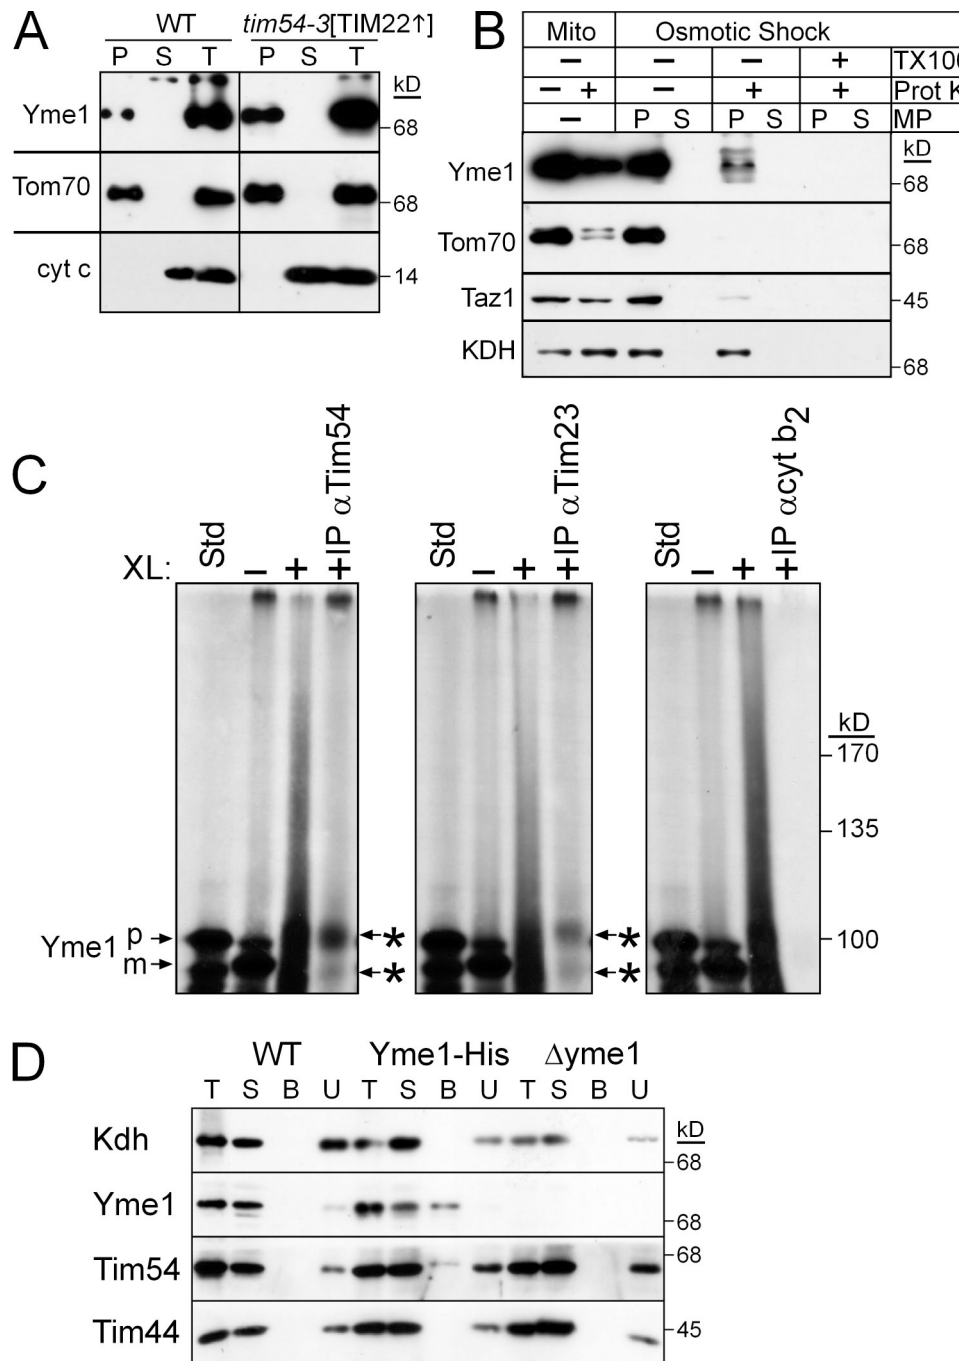 A
WT tim54-3[TIM22↑]
P S T P S T
kD
Yme1
68
Tom70
68
cyt c
14
B
Mito Osmotic Shock
– – – + TX100
– + – + + Prot K
– P S P S P S MP
kD
Yme1
68
Tom70
68
Taz1
45
KDH
68
C
XL: Std – + +IP αTim54
Std – + +IP αTim23
Std – + +IP αcyt b2
kD
170
135
Yme1 p * * 100
m * *
D
WT Yme1-His Δyme1
T S B U T S B U T S B U
Kdh
kD
68
Yme1
68
Tim54
68
Tim44
45